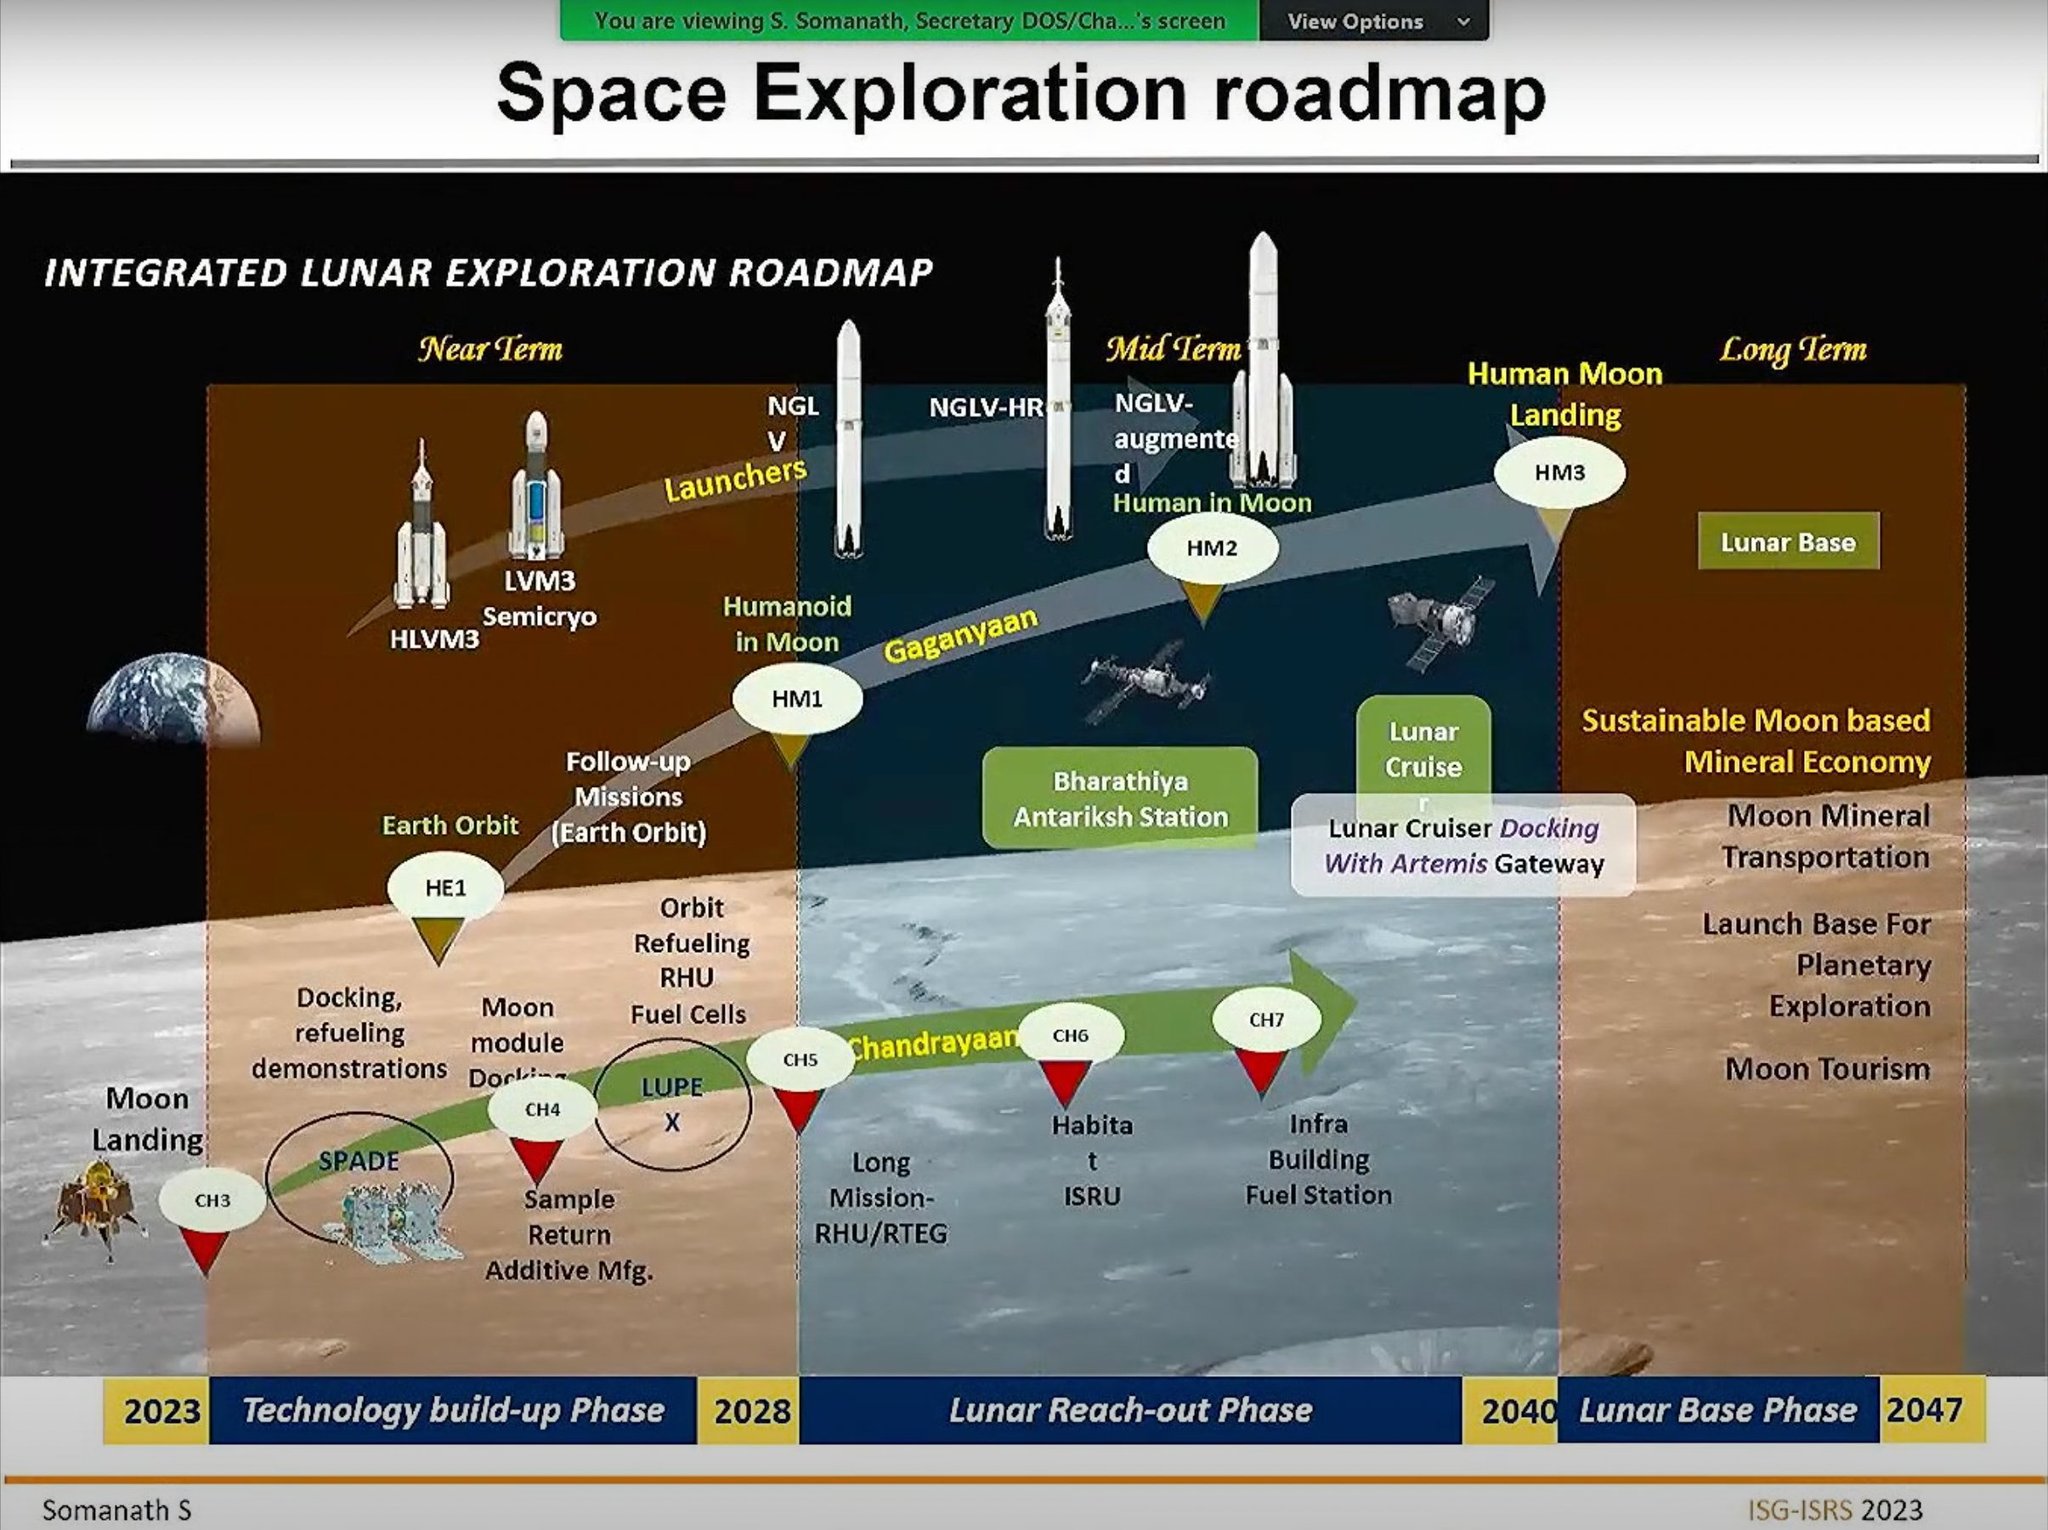 You are viewing S. Somanath, Secretary DOS/Cha...'s screen
View Options
Space Exploration roadmap
INTEGRATED LUNAR EXPLORATION ROADMAP
Near Term
Mid Term
Long Term
Human Moon
Landing
HM3
NGL
V
NGLV-HR
NGLV-
augmente
d
Launchers
Human in Moon
HM2
Lunar Base
LVM3
Semicryo
HLVM3
Humanoid
in Moon
HM1
Gaganyaan
Follow-up
Missions
(Earth Orbit)
Earth Orbit
HE1
Bharathiya
Antariksh Station
Lunar
Cruise
r
Lunar Cruiser Docking
With Artemis Gateway
Sustainable Moon based
Mineral Economy
Moon Mineral
Transportation
Launch Base For
Planetary
Exploration
Moon Tourism
Orbit
Refueling
RHU
Fuel Cells
Docking,
refueling
demonstrations
Moon
module
Docking
Moon
Landing
CH3
SPADE
CH4
LUPE
X
CH5
Chandrayaan
CH6
CH7
Sample
Return
Additive Mfg.
Long
Mission-
RHU/RTEG
Habita
t
ISRU
Infra
Building
Fuel Station
2023
Technology build-up Phase
2028
Lunar Reach-out Phase
2040
Lunar Base Phase
2047
Somanath S
ISG-ISRS 2023